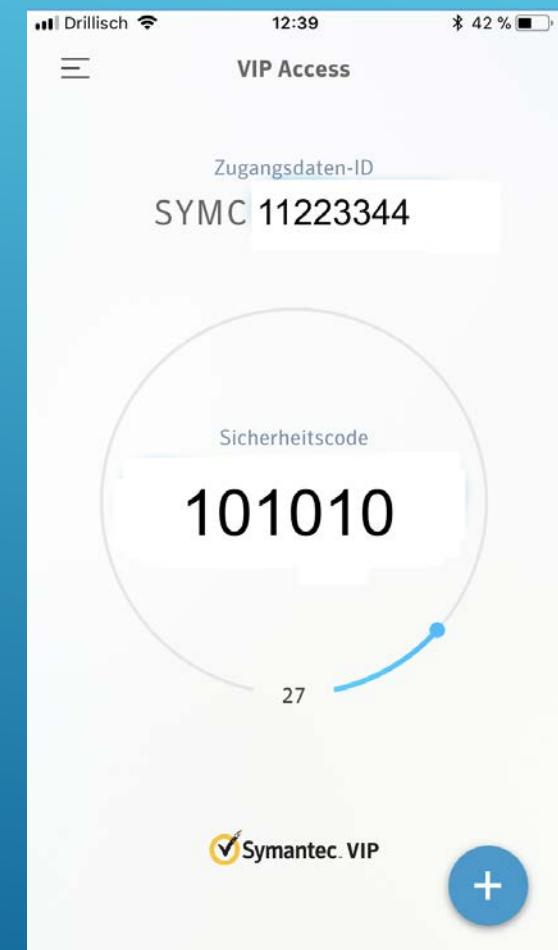 Drillisch 12:39 42 %
VIP Access
Zugangsdaten-ID
SYMC 11223344
Sicherheitscode
101010
27
Symantec. VIP
+